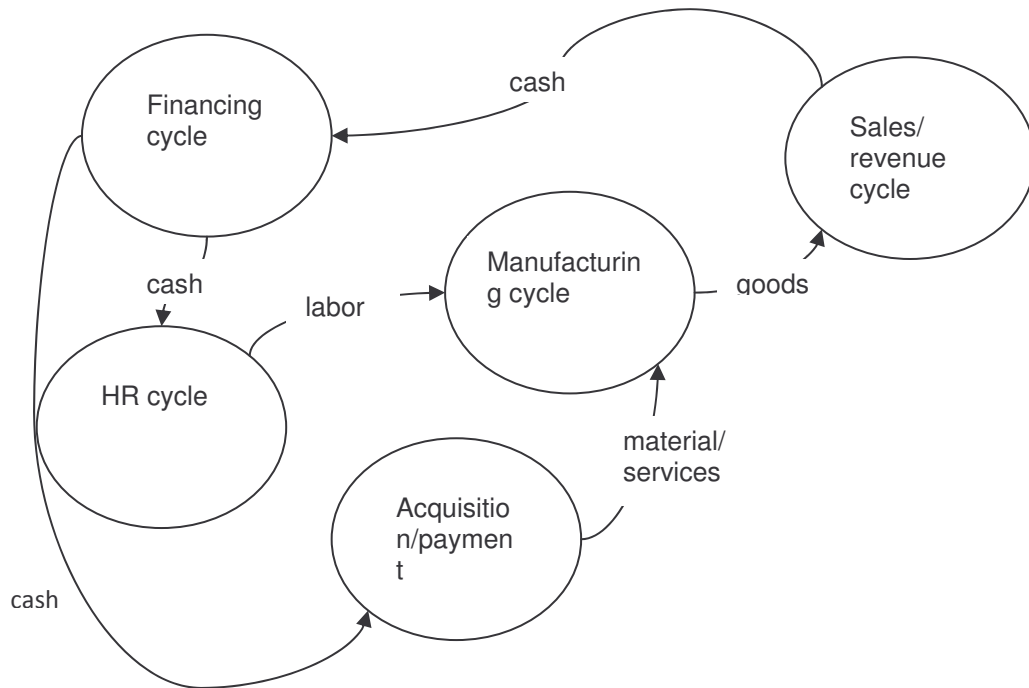 Financing
cycle
cash
Sales/
revenue
cycle
cash
labor
Manufacturin
g cycle
goods
HR cycle
material/
services
Acquisitio
n/paymen
t
cash